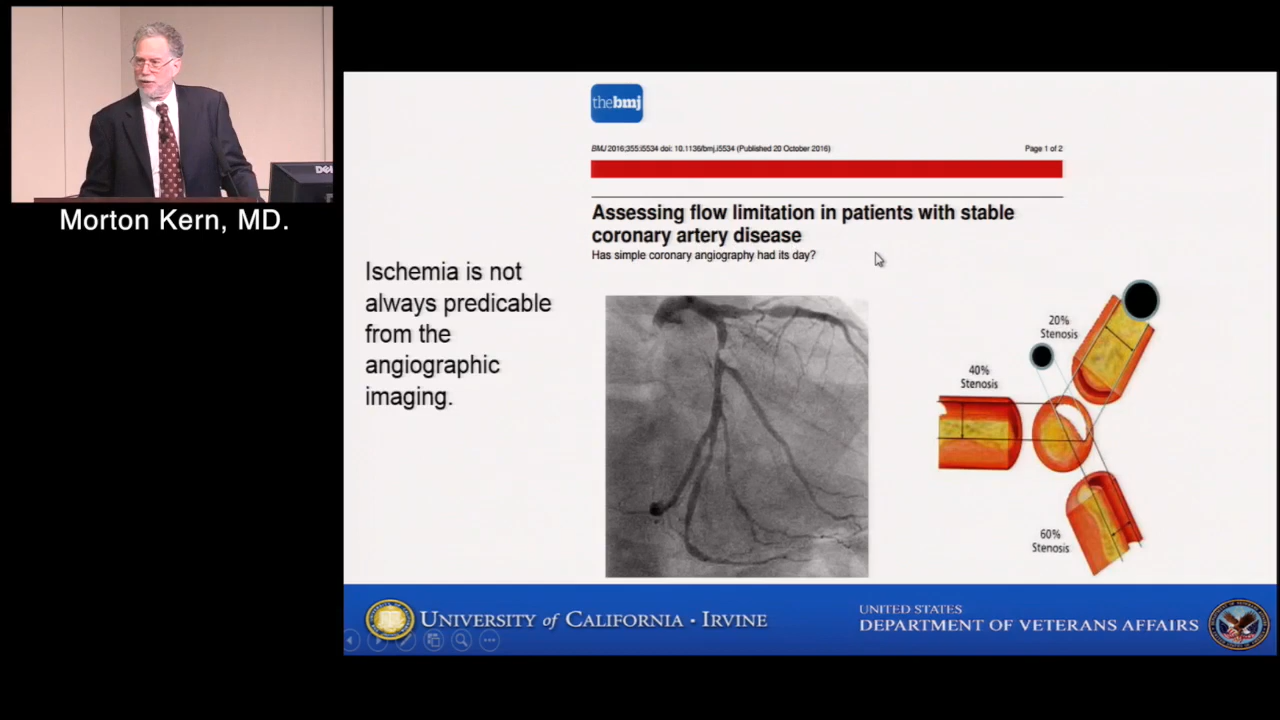 DELL
Morton Kern, MD.
Ischemia is not
always predicable
from the
angiographic
imaging.
thebmj
BMJ 2016;355:i5534 doi: 10.1136/bmj.i5534 (Published 20 October 2016)
Page 1 of 2
Assessing flow limitation in patients with stable
coronary artery disease
Has simple coronary angiography had its day?
20%
Stenosis
40%
Stenosis
60%
Stenosis
UNIVERSITY of CALIFORNIA • IRVINE
UNITED STATES
DEPARTMENT OF VETERANS AFFAIRS